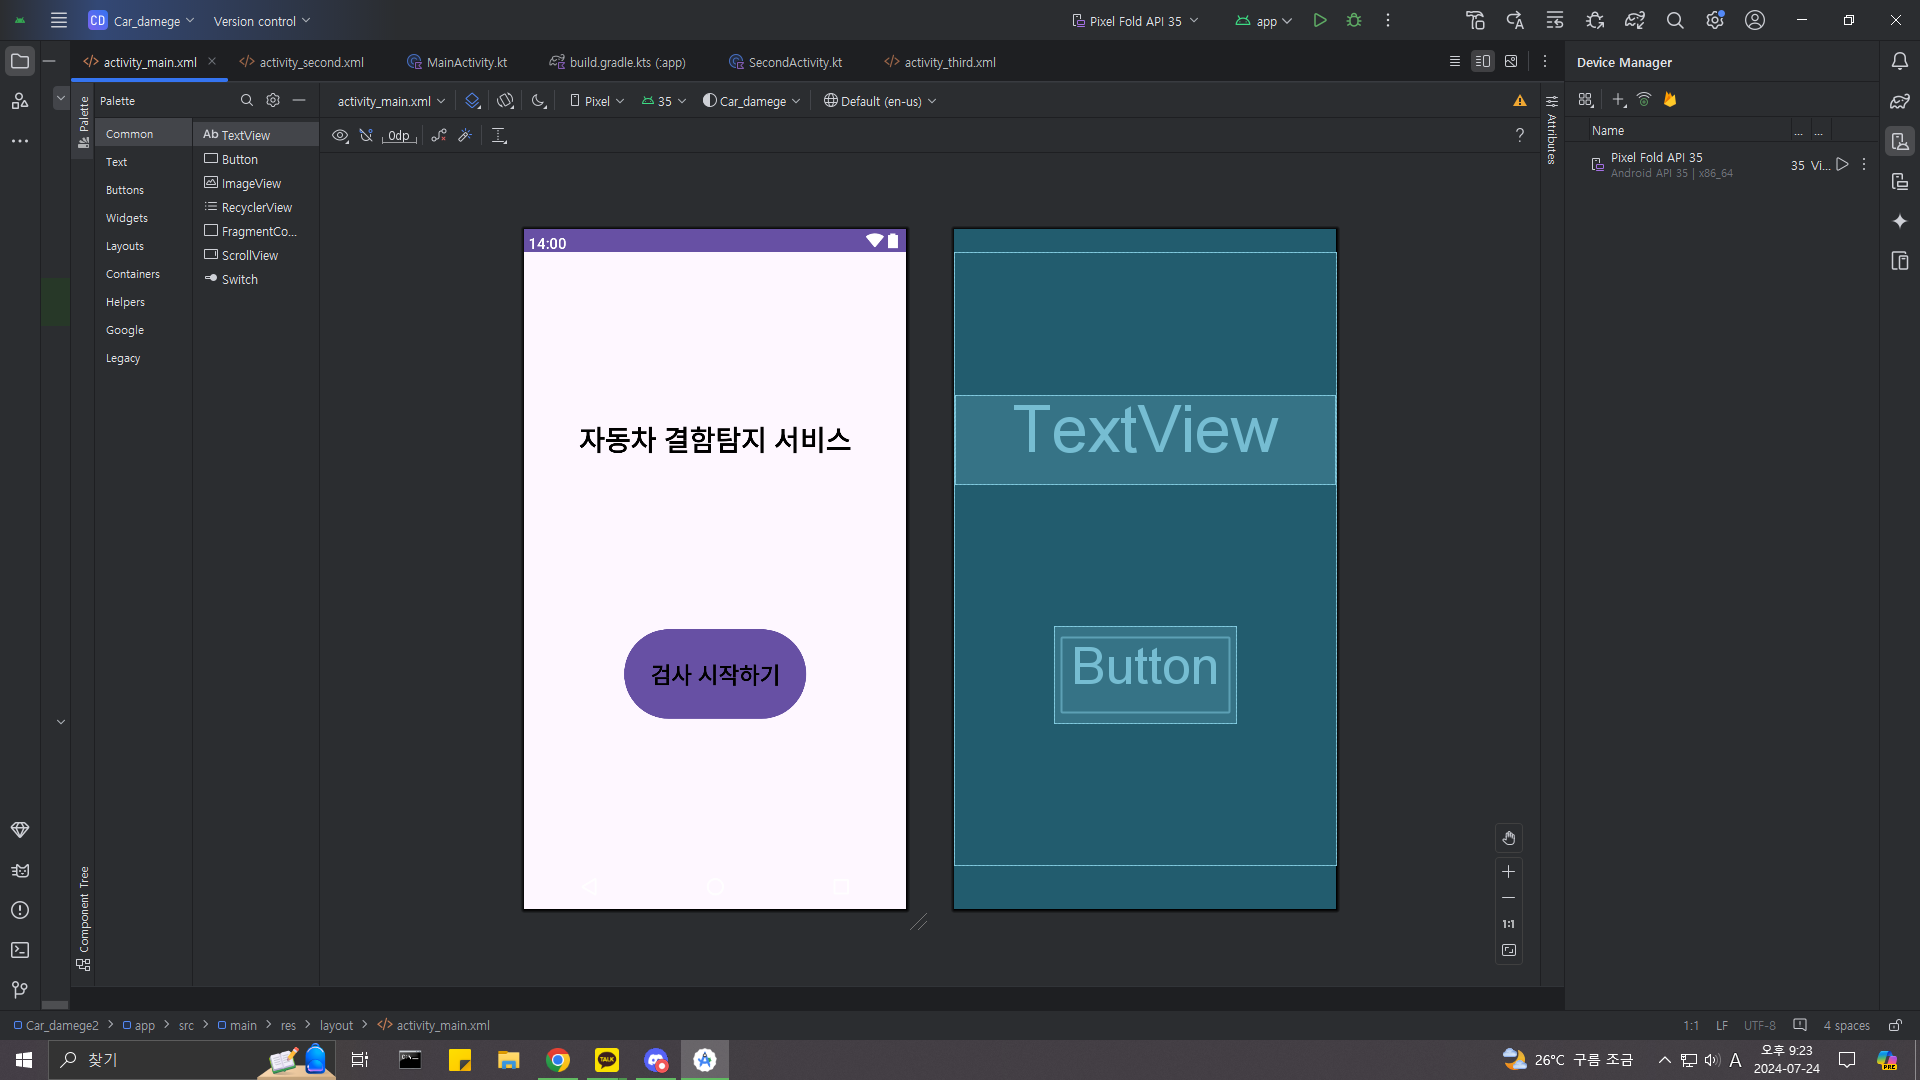 CD Car_damege Version control Pixel Fold API 35 app
activity_main.xml activity_second.xml MainActivity.kt build.gradle.kts (:app) SecondActivity.kt activity_third.xml Device Manager
Palette Palette activity_main.xml Pixel 35 Car_damege Default (en-us) Attributes
Common
Text
Buttons
Widgets
Layouts
Containers
Helpers
Google
Legacy
Ab TextView
Button
ImageView
RecyclerView
FragmentCo...
ScrollView
Switch
0dp ?
Name ... ...
Pixel Fold API 35 35 Vi...
Android API 35 | x86_64
14:00
자동차 결함탐지 서비스
검사 시작하기
TextView
Button
1:1
Component Tree
Car_damege2 app src main res layout activity_main.xml 1:1 LF UTF-8 4 spaces
찾기 TALK 26°C 구름 조금 A 오후 9:23
2024-07-24
PRE